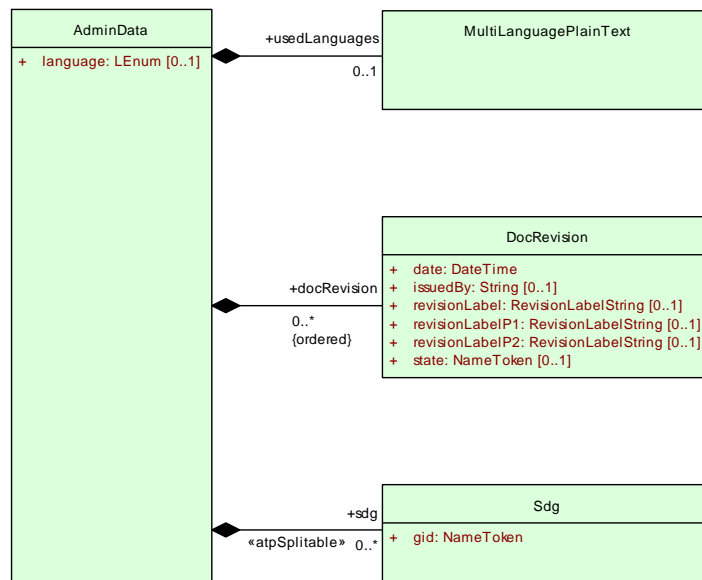 AdminData
+ language: LEnum [0..1]
+usedLanguages
0..1
MultiLanguagePlainText
+docRevision
0..*
{ordered}
DocRevision
+ date: DateTime
+ issuedBy: String [0..1]
+ revisionLabel: RevisionLabelString [0..1]
+ revisionLabelP1: RevisionLabelString [0..1]
+ revisionLabelP2: RevisionLabelString [0..1]
+ state: NameToken [0..1]
+sdg
«atpSplitable» 0..*
Sdg
+ gid: NameToken